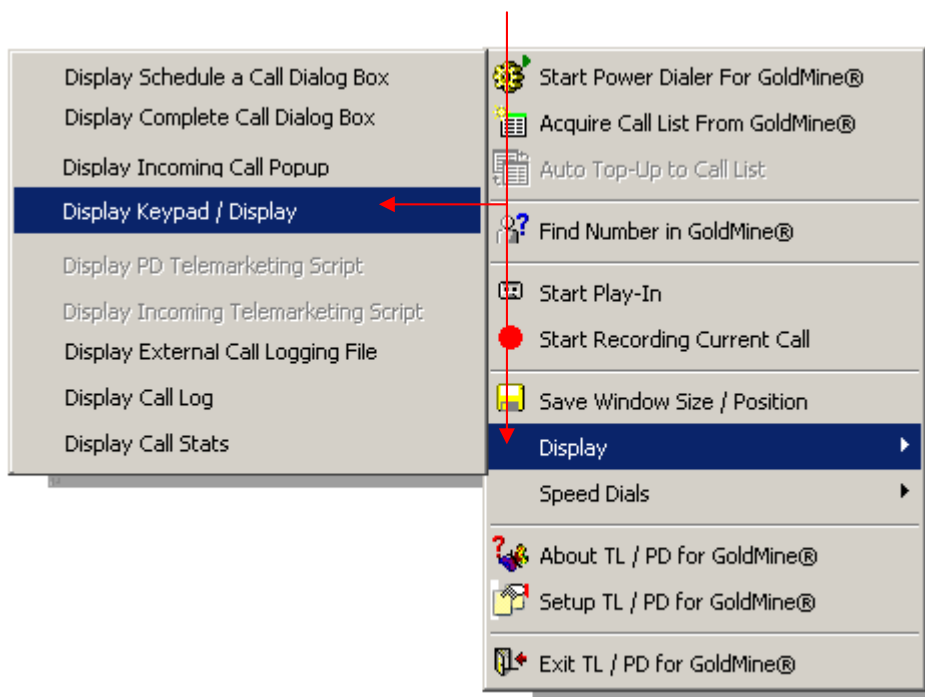 Display Schedule a Call Dialog Box
Display Complete Call Dialog Box
Display Incoming Call Popup
Display Keypad / Display
Display PD Telemarketing Script
Display Incoming Telemarketing Script
Display External Call Logging File
Display Call Log
Display Call Stats
Start Power Dialer For GoldMine®
Acquire Call List From GoldMine®
Auto Top-Up to Call List
Find Number in GoldMine®
Start Play-In
Start Recording Current Call
Save Window Size / Position
Display
Speed Dials
About TL / PD for GoldMine®
Setup TL / PD for GoldMine®
Exit TL / PD for GoldMine®